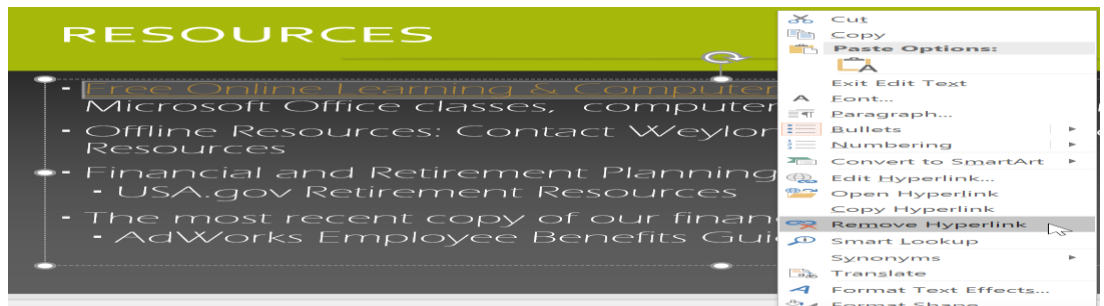 RESOURCES
- Free Online Learning & Computer
Microsoft Office classes, computer
- Offline Resources: Contact Weylor
Resources
- Financial and Retirement Planning
- USA.gov Retirement Resources
- The most recent copy of our finan
- AdWorks Employee Benefits Gui
Cut
Copy
Paste Options:
A
Exit Edit Text
Font...
Paragraph...
Bullets
Numbering
Convert to SmartArt
Edit Hyperlink...
Open Hyperlink
Copy Hyperlink
Remove Hyperlink
Smart Lookup
Synonyms
Translate
Format Text Effects...
Format Shape